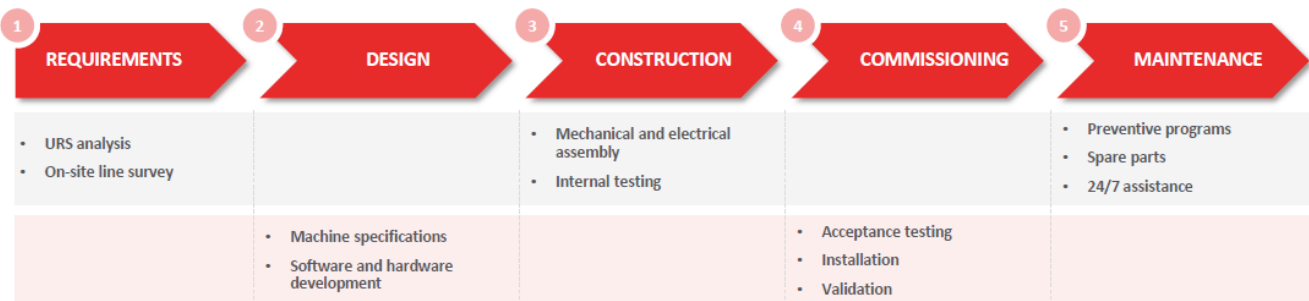 1
REQUIREMENTS
2
DESIGN
3
CONSTRUCTION
4
COMMISSIONING
5
MAINTENANCE
• URS analysis
• On-site line survey
• Mechanical and electrical
assembly
• Internal testing
• Preventive programs
• Spare parts
• 24/7 assistance
• Machine specifications
• Software and hardware
development
• Acceptance testing
• Installation
• Validation